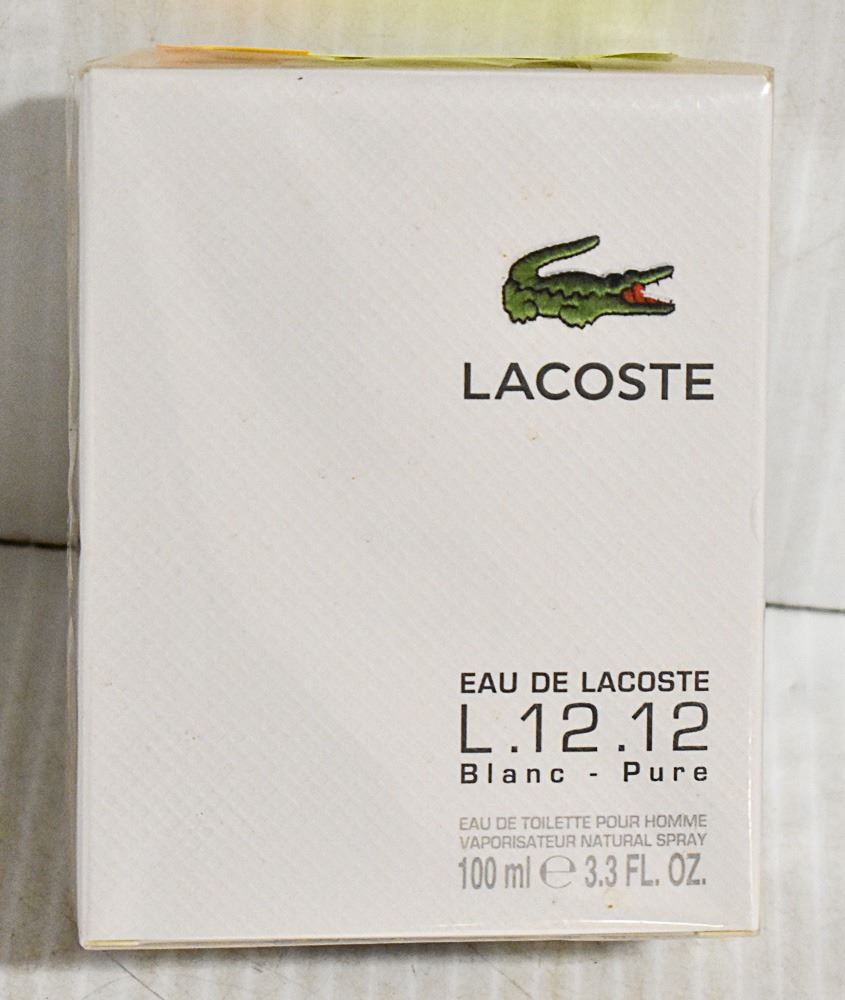 LACOSTE
EAU DE LACOSTE
L.12.12
Blanc - Pure
EAU DE TOILETTE POUR HOMME
VAPORISATEUR NATURAL SPRAY
100 ml ℮ 3.3 FL. OZ.